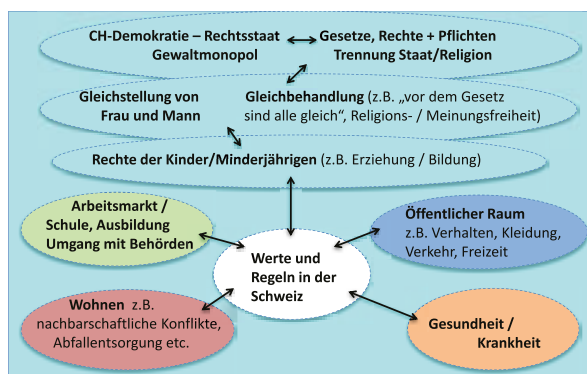 CH-Demokratie – Rechtsstaat
Gewaltmonopol
Gesetze, Rechte + Pflichten
Trennung Staat/Religion
Gleichstellung von
Frau und Mann
Gleichbehandlung (z.B. „vor dem Gesetz
sind alle gleich“, Religions- / Meinungsfreiheit)
Rechte der Kinder/Minderjährigen (z.B. Erziehung / Bildung)
Arbeitsmarkt /
Schule, Ausbildung
Umgang mit Behörden
Öffentlicher Raum
z.B. Verhalten, Kleidung,
Verkehr, Freizeit
Werte und
Regeln in der
Schweiz
Wohnen z.B.
nachbarschaftliche Konflikte,
Abfallentsorgung etc.
Gesundheit /
Krankheit